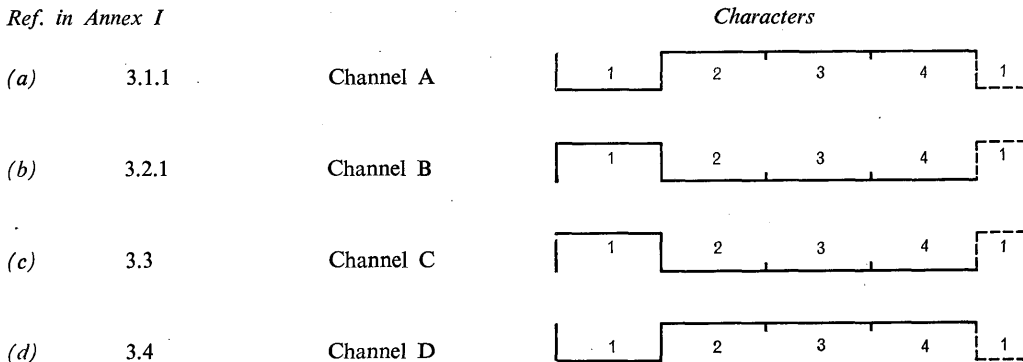 Ref. in Annex I Characters
(a) 3.1.1 Channel A 1 2 3 4 1
(b) 3.2.1 Channel B 1 2 3 4 1
(c) 3.3 Channel C 1 2 3 4 1
(d) 3.4 Channel D 1 2 3 4 1